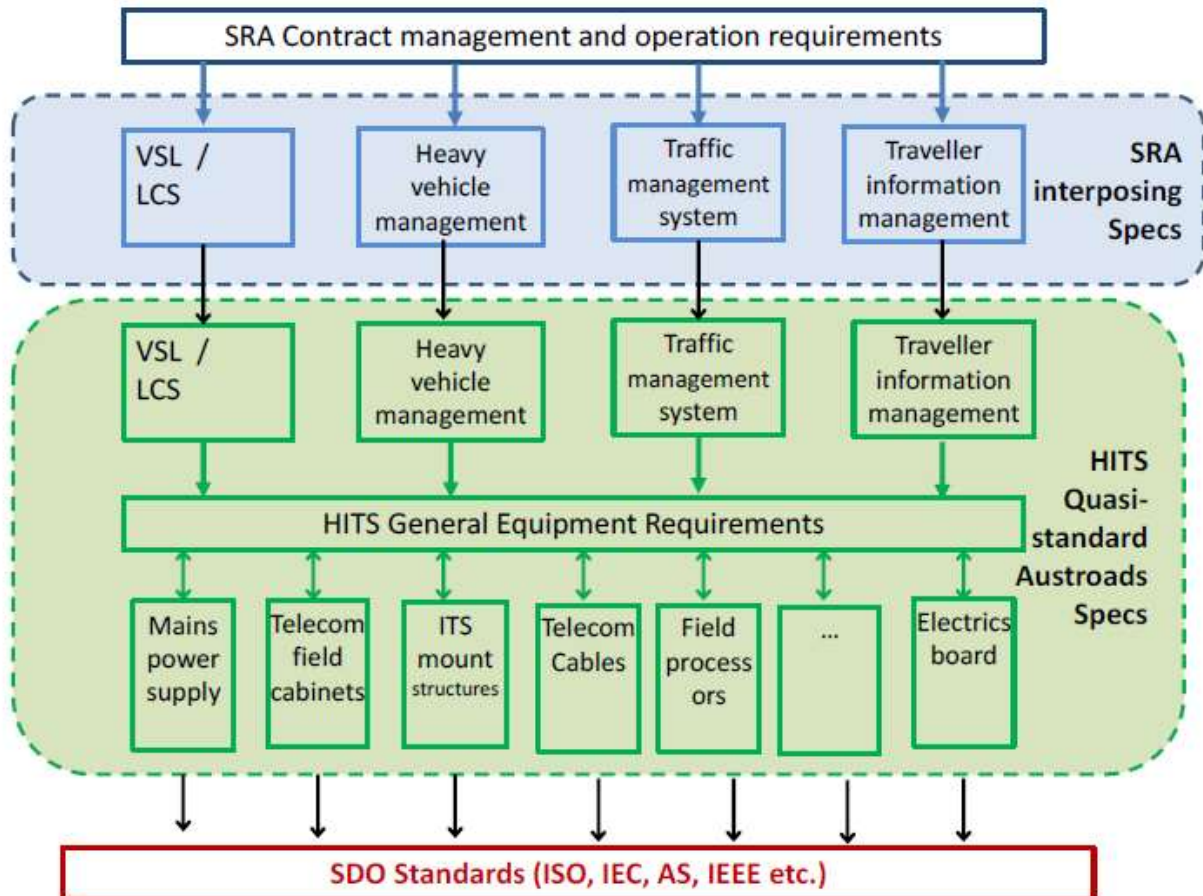 SRA Contract management and operation requirements
VSL /
LCS
Heavy
vehicle
management
Traffic
management
system
Traveller
information
management
SRA
interposing
Specs
VSL /
LCS
Heavy
vehicle
management
Traffic
management
system
Traveller
information
management
HITS
Quasi-
standard
Austroads
Specs
HITS General Equipment Requirements
Mains
power
supply
Telecom
field
cabinets
ITS
mount
structures
Telecom
Cables
Field
process
ors
...
Electrics
board
SDO Standards (ISO, IEC, AS, IEEE etc.)